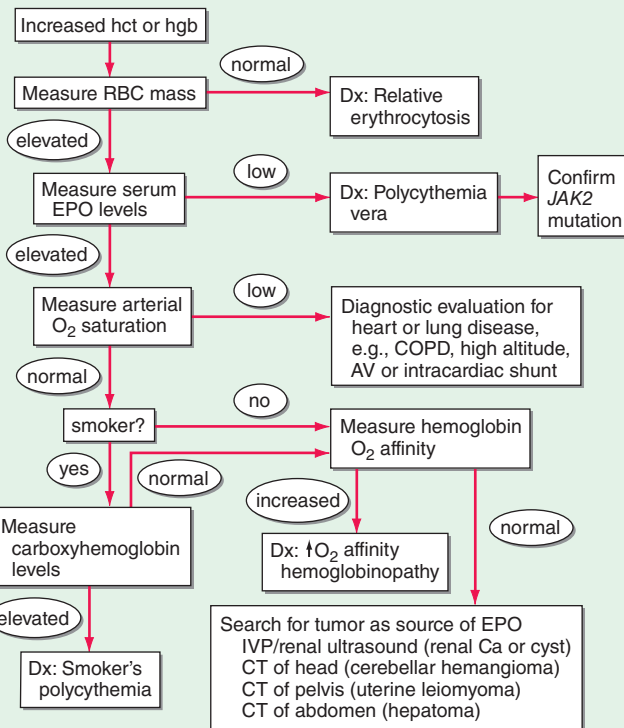 Increased hct or hgb
Measure RBC mass
normal
Dx: Relative
erythrocytosis
elevated
Measure serum
EPO levels
low
Dx: Polycythemia
vera
Confirm
JAK2
mutation
elevated
Measure arterial
O2 saturation
low
Diagnostic evaluation for
heart or lung disease,
e.g., COPD, high altitude,
AV or intracardiac shunt
normal
smoker?
no
Measure hemoglobin
O2 affinity
yes
normal
Measure
carboxyhemoglobin
levels
increased
normal
Dx: ↑O2 affinity
hemoglobinopathy
elevated
Dx: Smoker's
polycythemia
Search for tumor as source of EPO
IVP/renal ultrasound (renal Ca or cyst)
CT of head (cerebellar hemangioma)
CT of pelvis (uterine leiomyoma)
CT of abdomen (hepatoma)